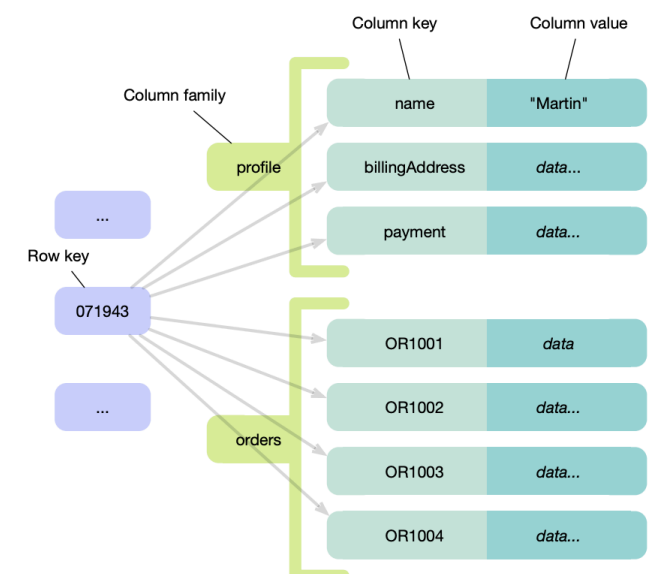 Column key
Column value
Column family
name
"Martin"
profile
billingAddress
data...
...
payment
data...
Row key
071943
OR1001
data
...
OR1002
data...
orders
OR1003
data...
OR1004
data...